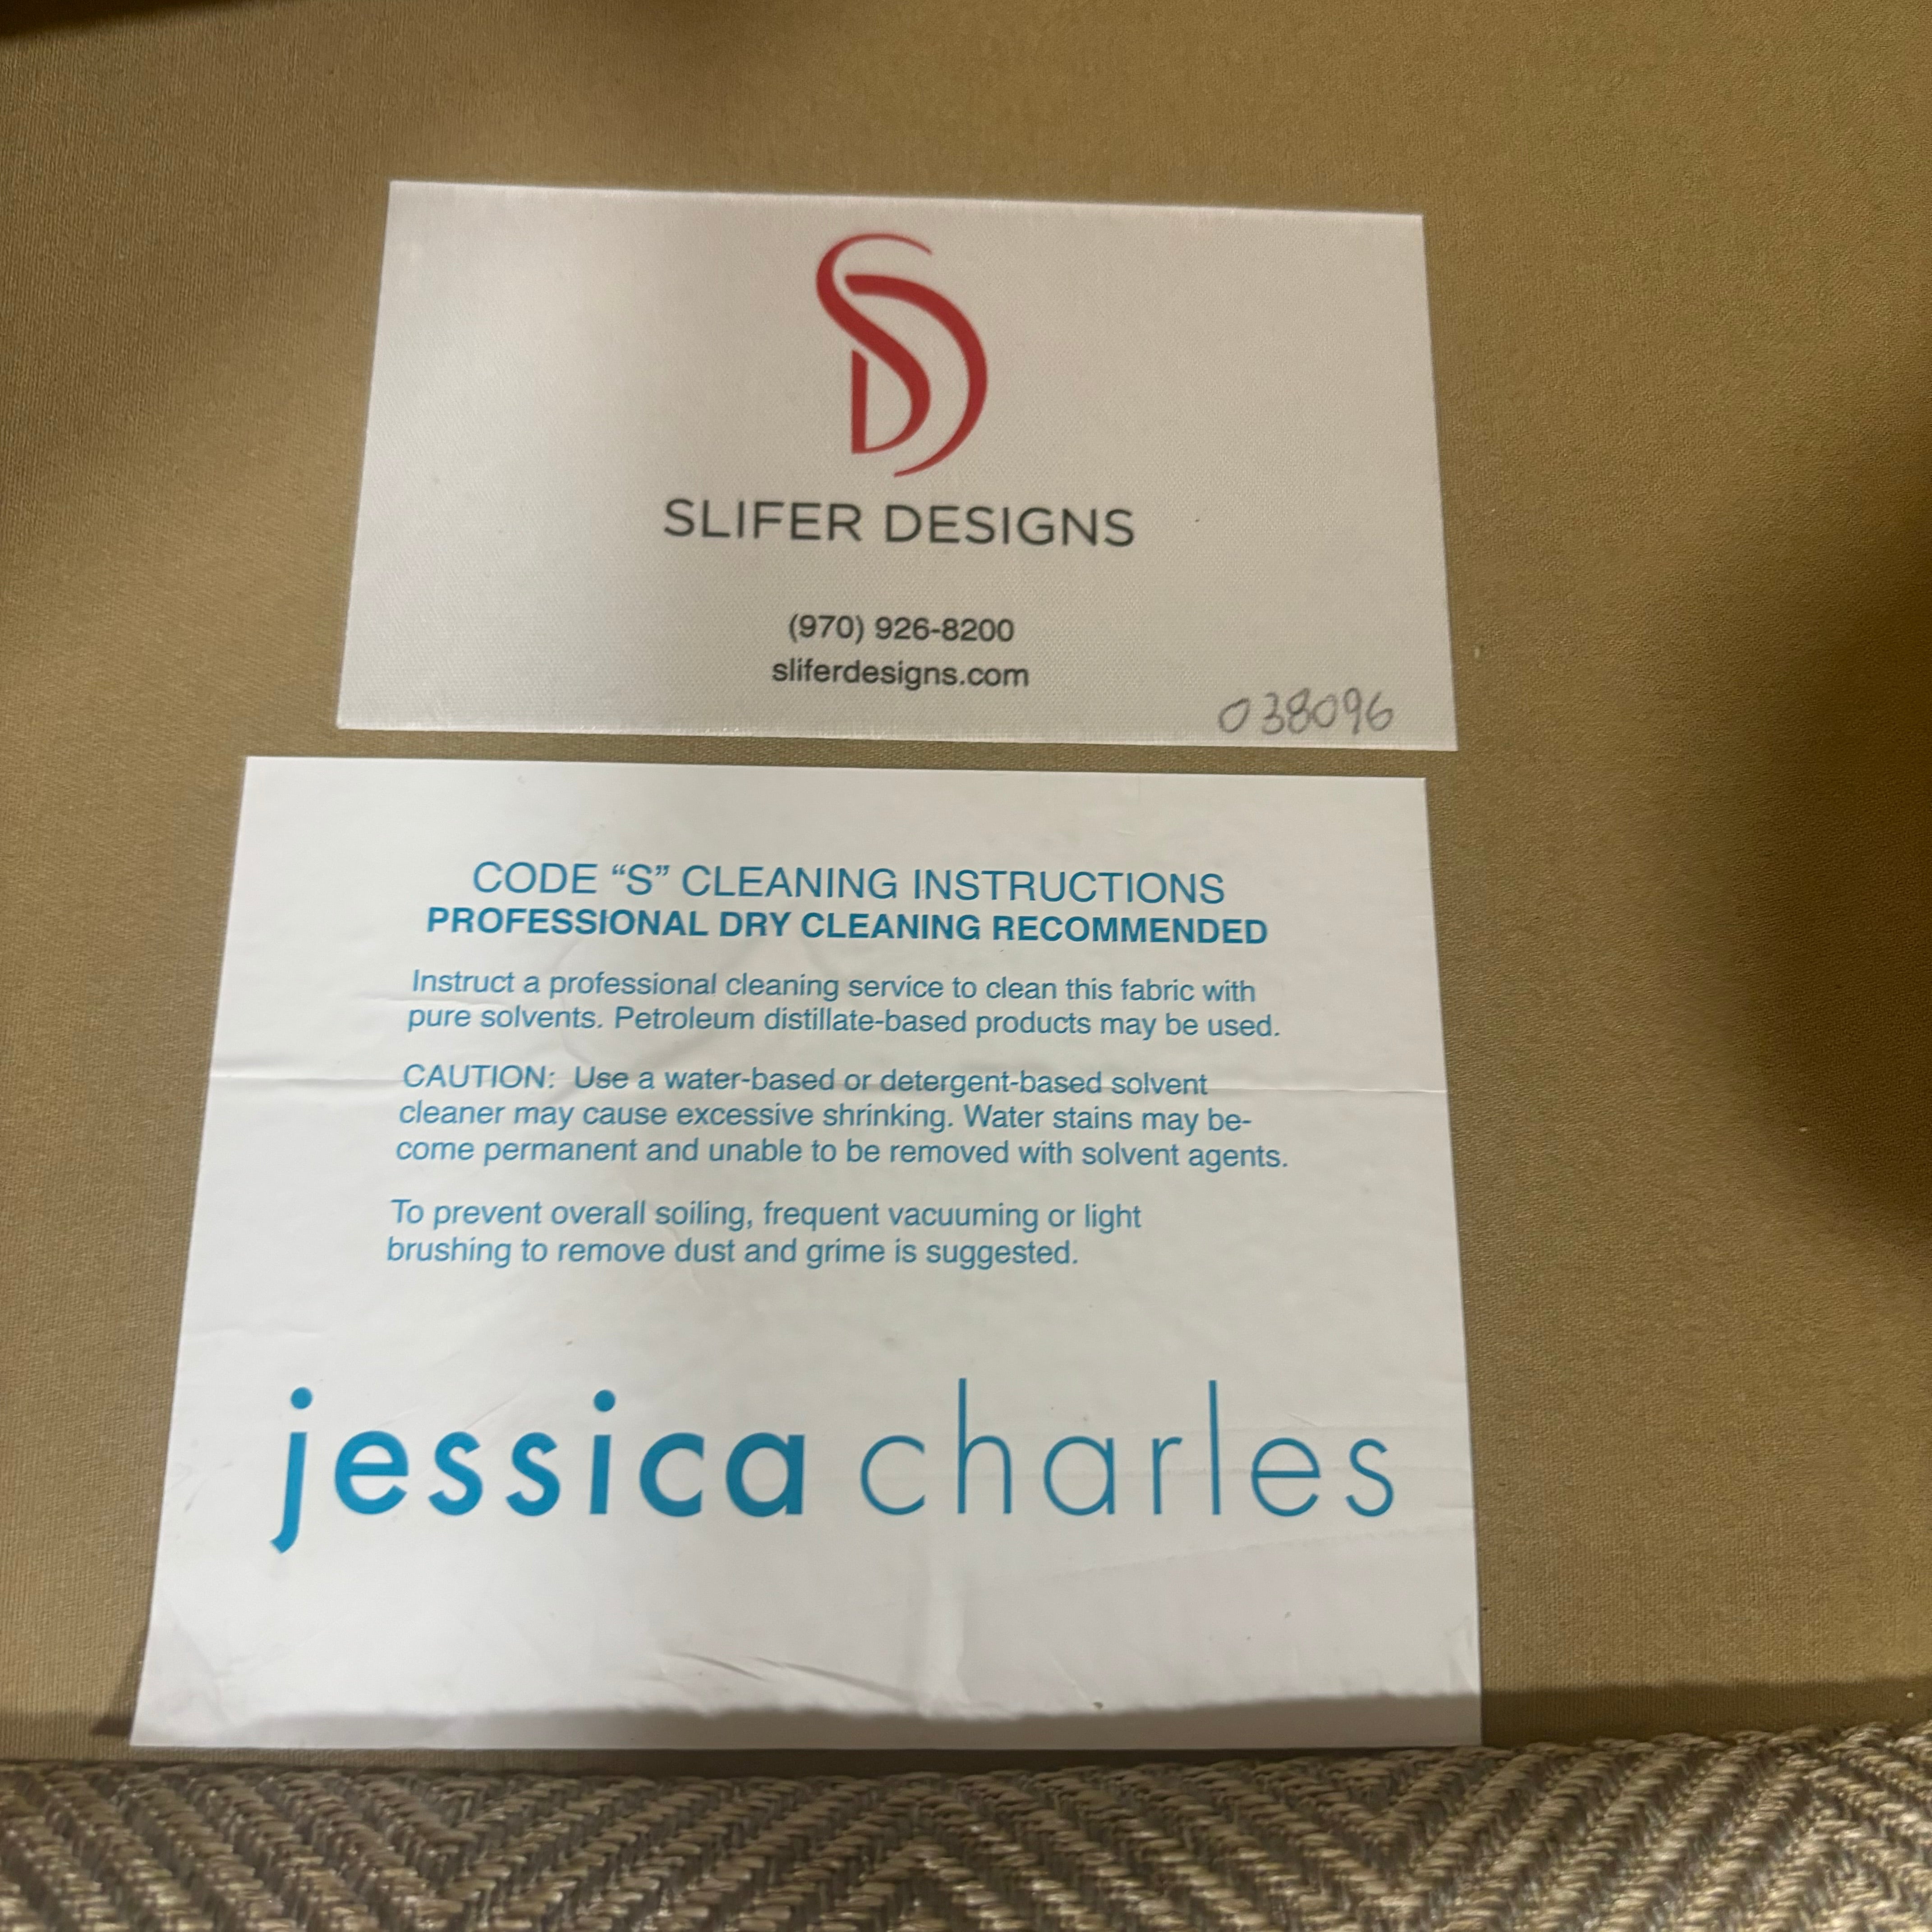 SD
SLIFER DESIGNS
(970) 926-8200
sliferdesigns.com
038096
CODE “S” CLEANING INSTRUCTIONS
PROFESSIONAL DRY CLEANING RECOMMENDED
Instruct a professional cleaning service to clean this fabric with
pure solvents. Petroleum distillate-based products may be used.
CAUTION: Use a water-based or detergent-based solvent
cleaner may cause excessive shrinking. Water stains may be-
come permanent and unable to be removed with solvent agents.
To prevent overall soiling, frequent vacuuming or light
brushing to remove dust and grime is suggested.
jessica charles